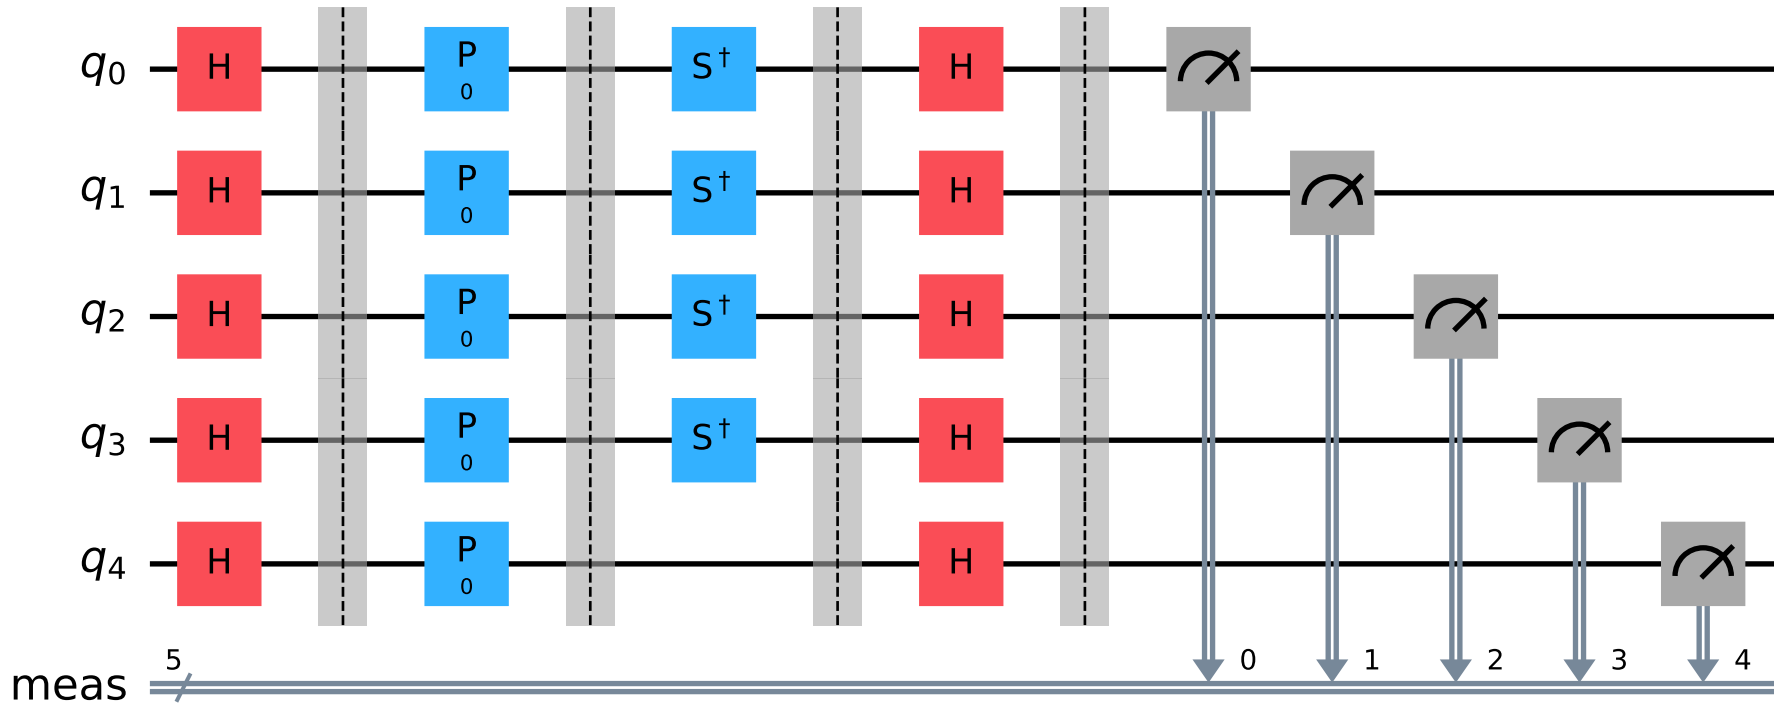 q0 H P 0 S† H
q1 H P 0 S† H
q2 H P 0 S† H
q3 H P 0 S† H
q4 H P 0 H
5 0 1 2 3 4
meas